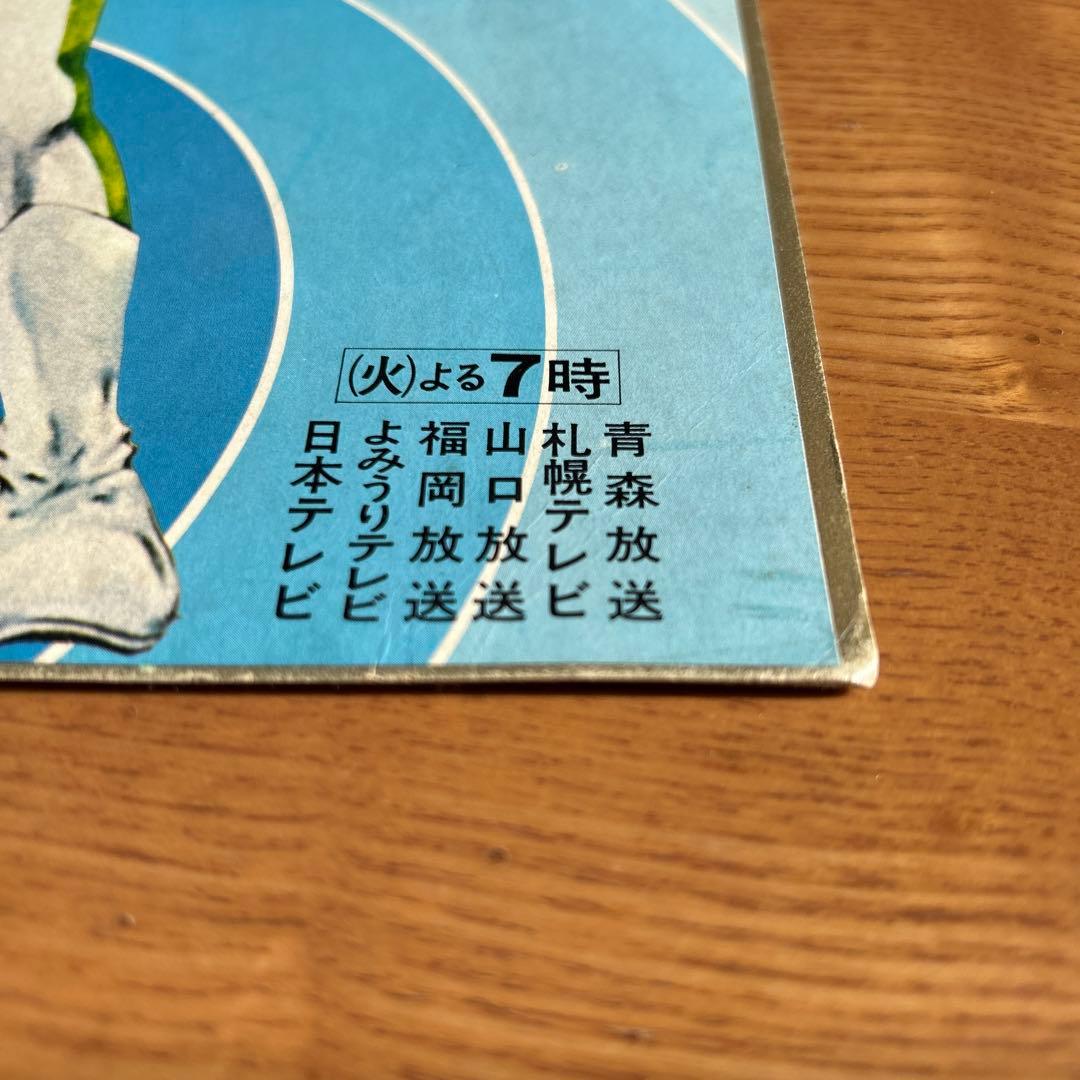 (火)よる7時
青森放送
札幌テレビ
山口放送
福岡放送
よみうりテレビ
日本テレビ